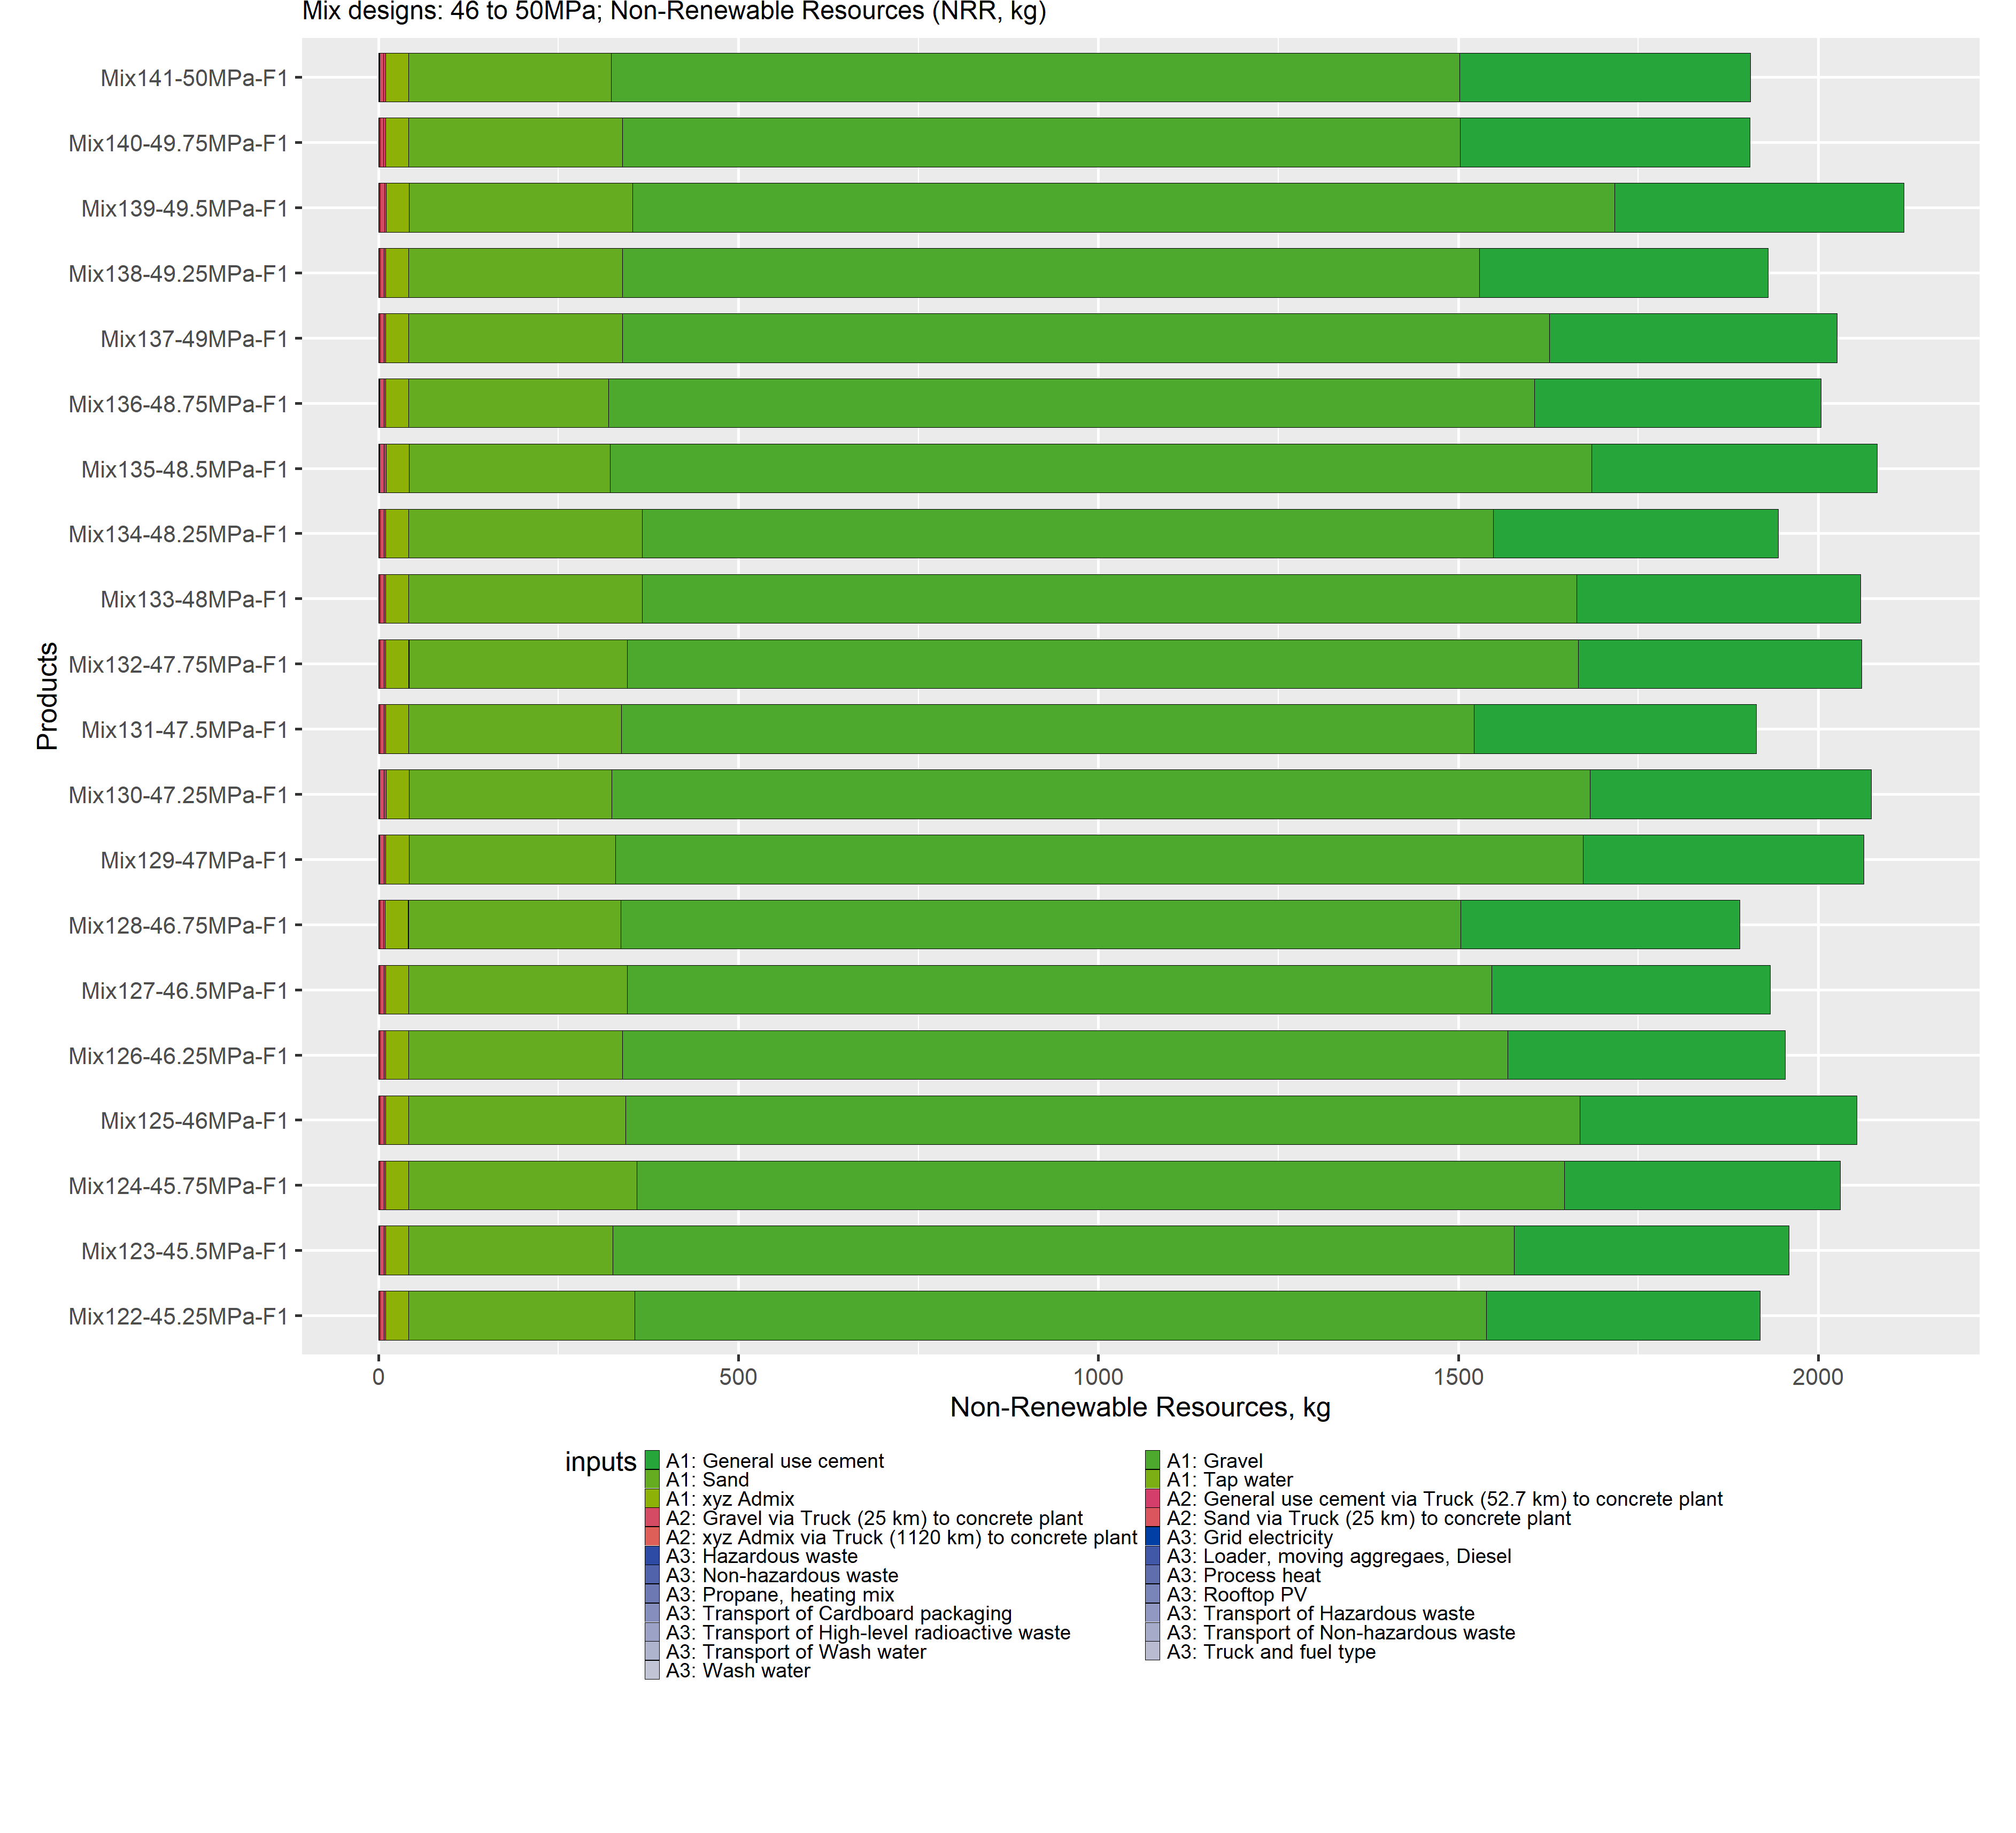 Mix designs: 46 to 50MPa; Non-Renewable Resources (NRR, kg)
Mix141-50MPa-F1
Mix140-49.75MPa-F1
Mix139-49.5MPa-F1
Mix138-49.25MPa-F1
Mix137-49MPa-F1
Mix136-48.75MPa-F1
Mix135-48.5MPa-F1
Mix134-48.25MPa-F1
Mix133-48MPa-F1
Mix132-47.75MPa-F1
Mix131-47.5MPa-F1
Mix130-47.25MPa-F1
Mix129-47MPa-F1
Mix128-46.75MPa-F1
Mix127-46.5MPa-F1
Mix126-46.25MPa-F1
Mix125-46MPa-F1
Mix124-45.75MPa-F1
Mix123-45.5MPa-F1
Mix122-45.25MPa-F1
Products
0 500 1000 1500 2000
Non-Renewable Resources, kg
inputs
A1: General use cement A1: Gravel
A1: Sand A1: Tap water
A1: xyz Admix A2: General use cement via Truck (52.7 km) to concrete plant
A2: Gravel via Truck (25 km) to concrete plant A2: Sand via Truck (25 km) to concrete plant
A2: xyz Admix via Truck (1120 km) to concrete plant A3: Grid electricity
A3: Hazardous waste A3: Loader, moving aggregaes, Diesel
A3: Non-hazardous waste A3: Process heat
A3: Propane, heating mix A3: Rooftop PV
A3: Transport of Cardboard packaging A3: Transport of Hazardous waste
A3: Transport of High-level radioactive waste A3: Transport of Non-hazardous waste
A3: Transport of Wash water A3: Truck and fuel type
A3: Wash water